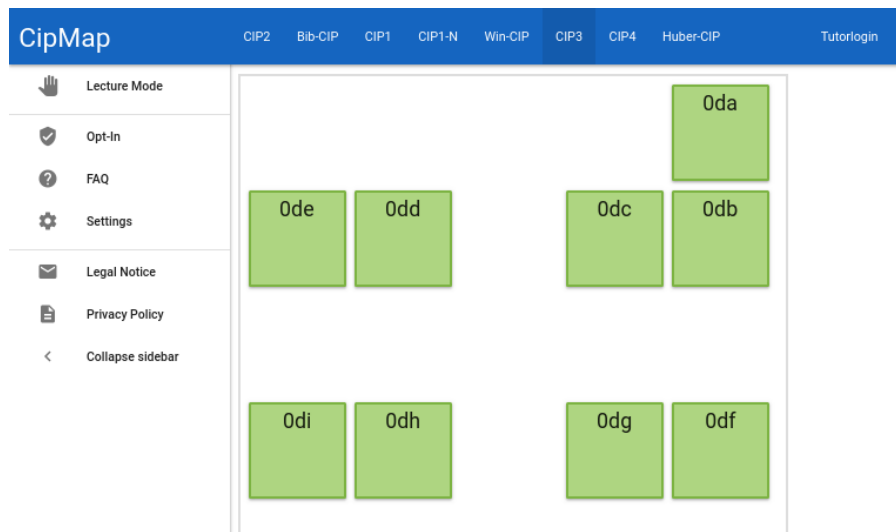 CipMap
CIP2 Bib-CIP CIP1 CIP1-N Win-CIP CIP3 CIP4 Huber-CIP Tutorlogin
Lecture Mode
Opt-In
FAQ
Settings
Legal Notice
Privacy Policy
Collapse sidebar
0da
0de 0dd 0dc 0db
0di 0dh 0dg 0df